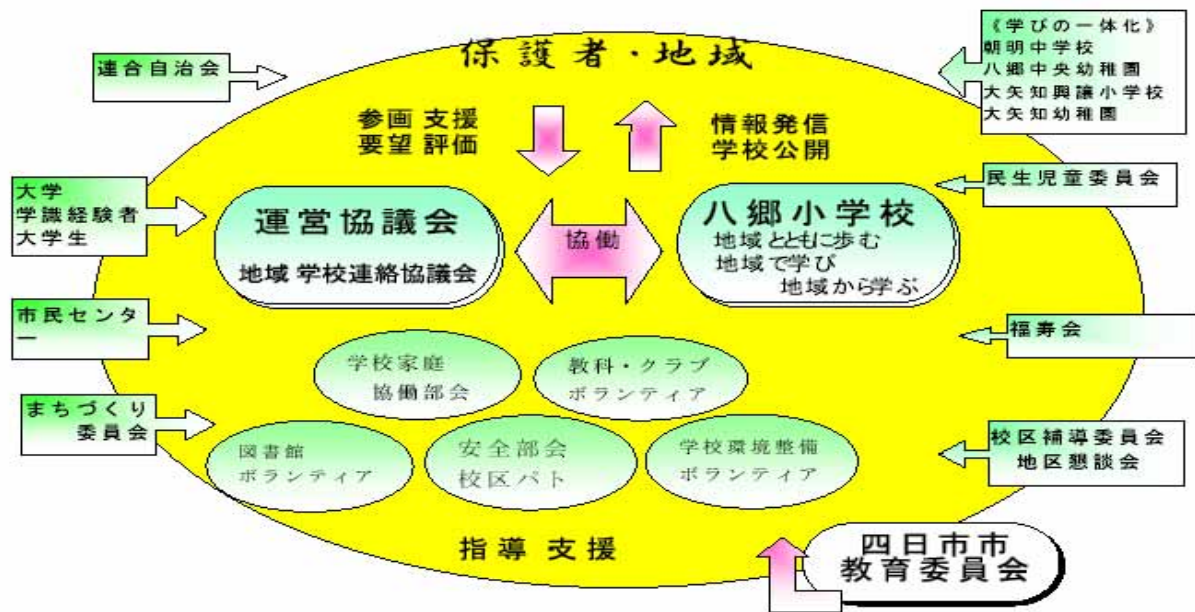 保護者・地域
連合自治会
《学びの一体化》
朝明中学校
八郷中央幼稚園
大矢知興譲小学校
大矢知幼稚園
参画 支援
要望 評価
情報発信
学校公開
大学
学識経験者
大学生
民生児童委員会
運営協議会
地域 学校連絡協議会
協働
八郷小学校
地域とともに歩む
地域で学び
地域から学ぶ
市民センタ
ー
福寿会
学校家庭
協働部会
教科・クラブ
ボランティア
まちづくり
委員会
図書館
ボランティア
安全部会
校区パト
学校環境整備
ボランティア
校区補導委員会
地区懇談会
指導 支援
四日市市
教育委員会